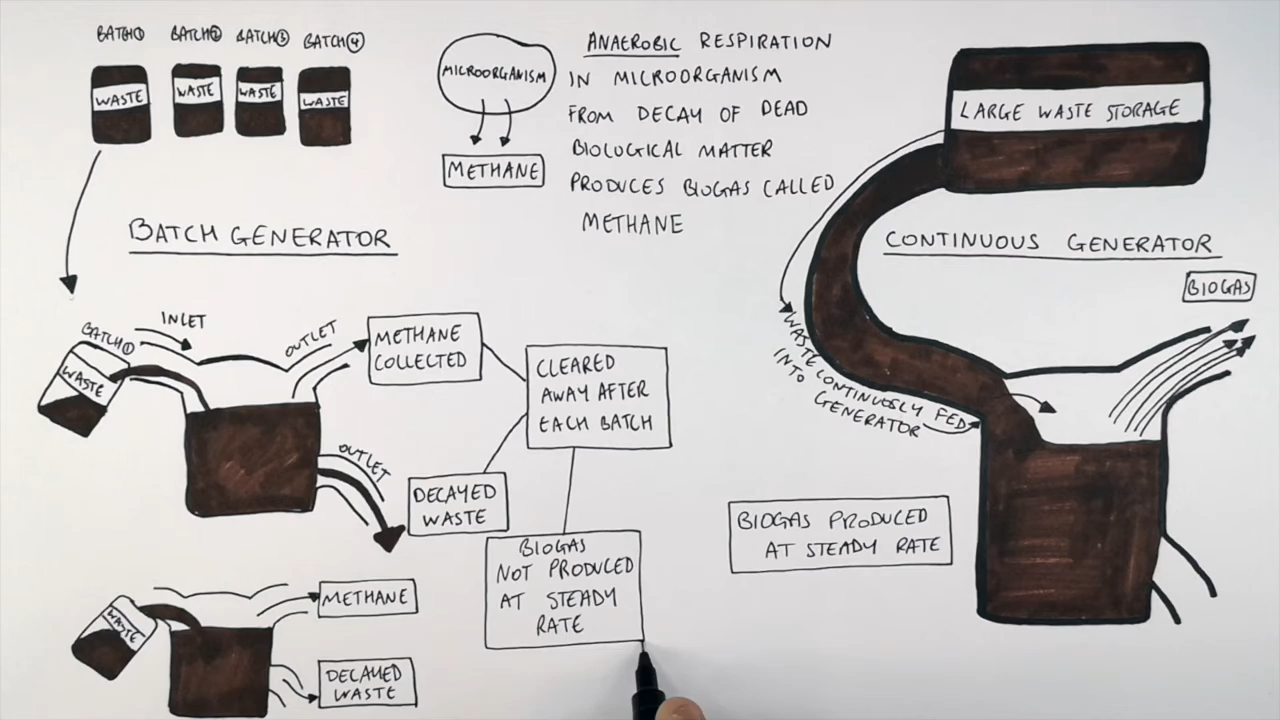 BATCH①
BATCH②
BATCH③
BATCH④
WASTE
WASTE
WASTE
WASTE
MICROORGANISM
METHANE
ANAEROBIC RESPIRATION
IN MICROORGANISM
FROM DECAY OF DEAD
BIOLOGICAL MATTER
PRODUCES BIOGAS CALLED
METHANE
LARGE WASTE STORAGE
BATCH GENERATOR
CONTINUOUS GENERATOR
BIOGAS
BATCH①
INLET
WASTE
OUTLET
METHANE
COLLECTED
CLEARED
AWAY AFTER
EACH BATCH
OUTLET
DECAYED
WASTE
BIOGAS
NOT PRODUCED
AT STEADY
RATE
WASTE CONTINUOSLY FED
INTO GENERATOR
BIOGAS PRODUCED
AT STEADY RATE
WASTE
METHANE
DECAYED
WASTE